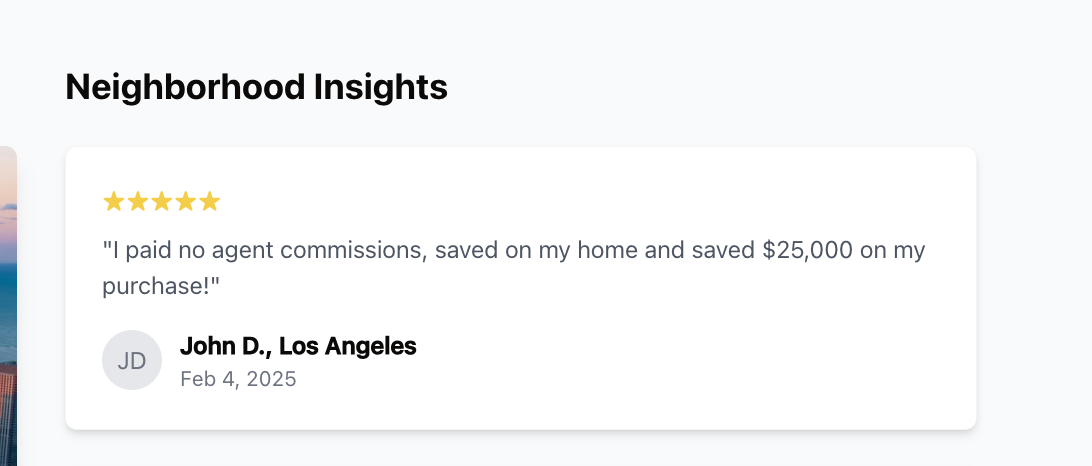 Neighborhood Insights
"I paid no agent commissions, saved on my home and saved $25,000 on my
purchase!"
JD
John D., Los Angeles
Feb 4, 2025